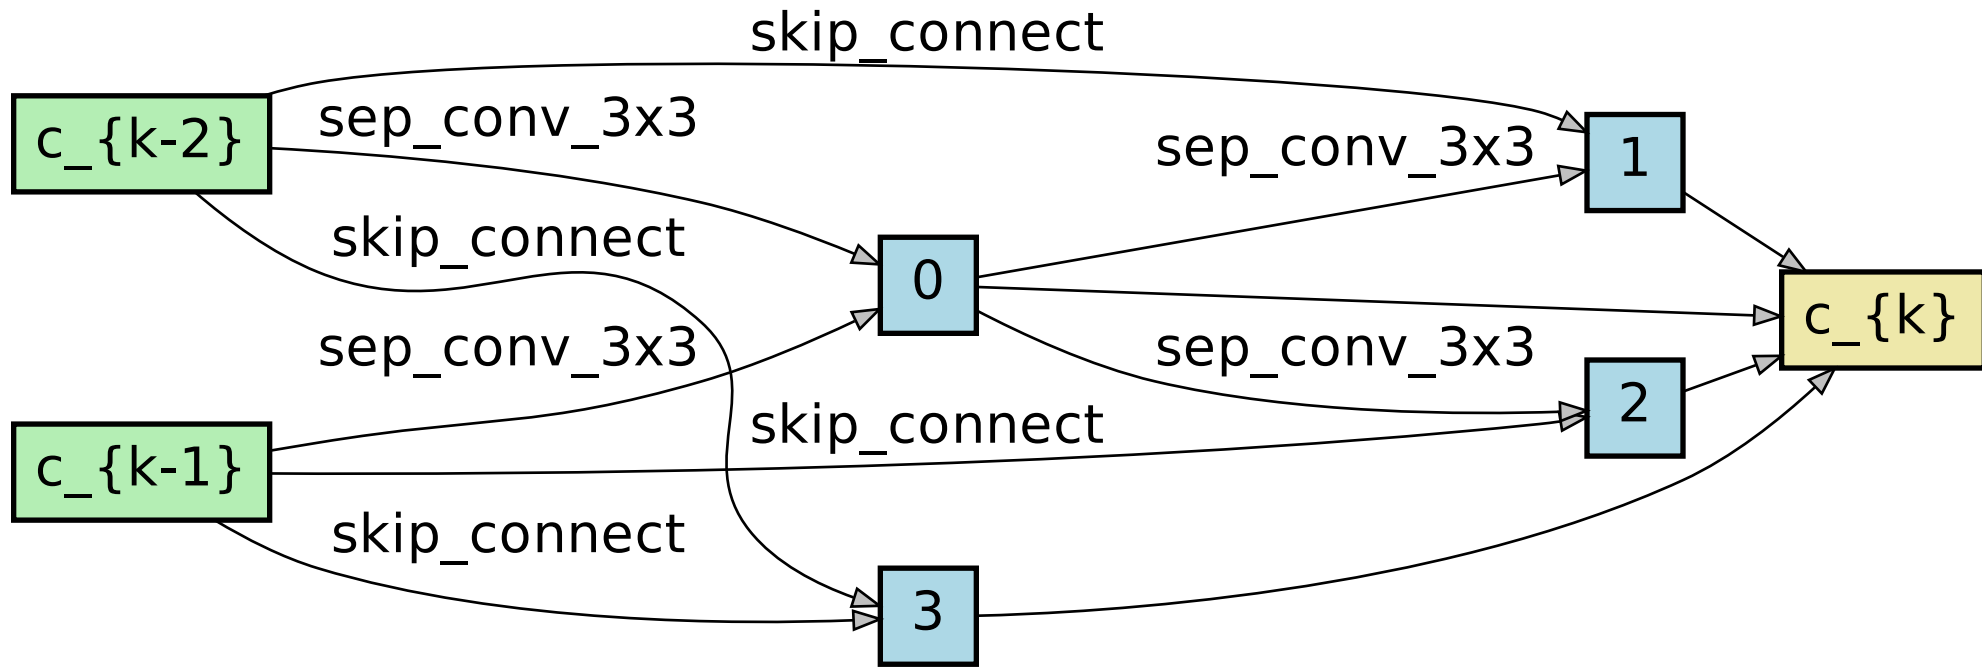 skip_connect
sep_conv_3x3
c_{k-2}
sep_conv_3x3
1
skip_connect
0
c_{k}
sep_conv_3x3
sep_conv_3x3
2
skip_connect
c_{k-1}
skip_connect
3